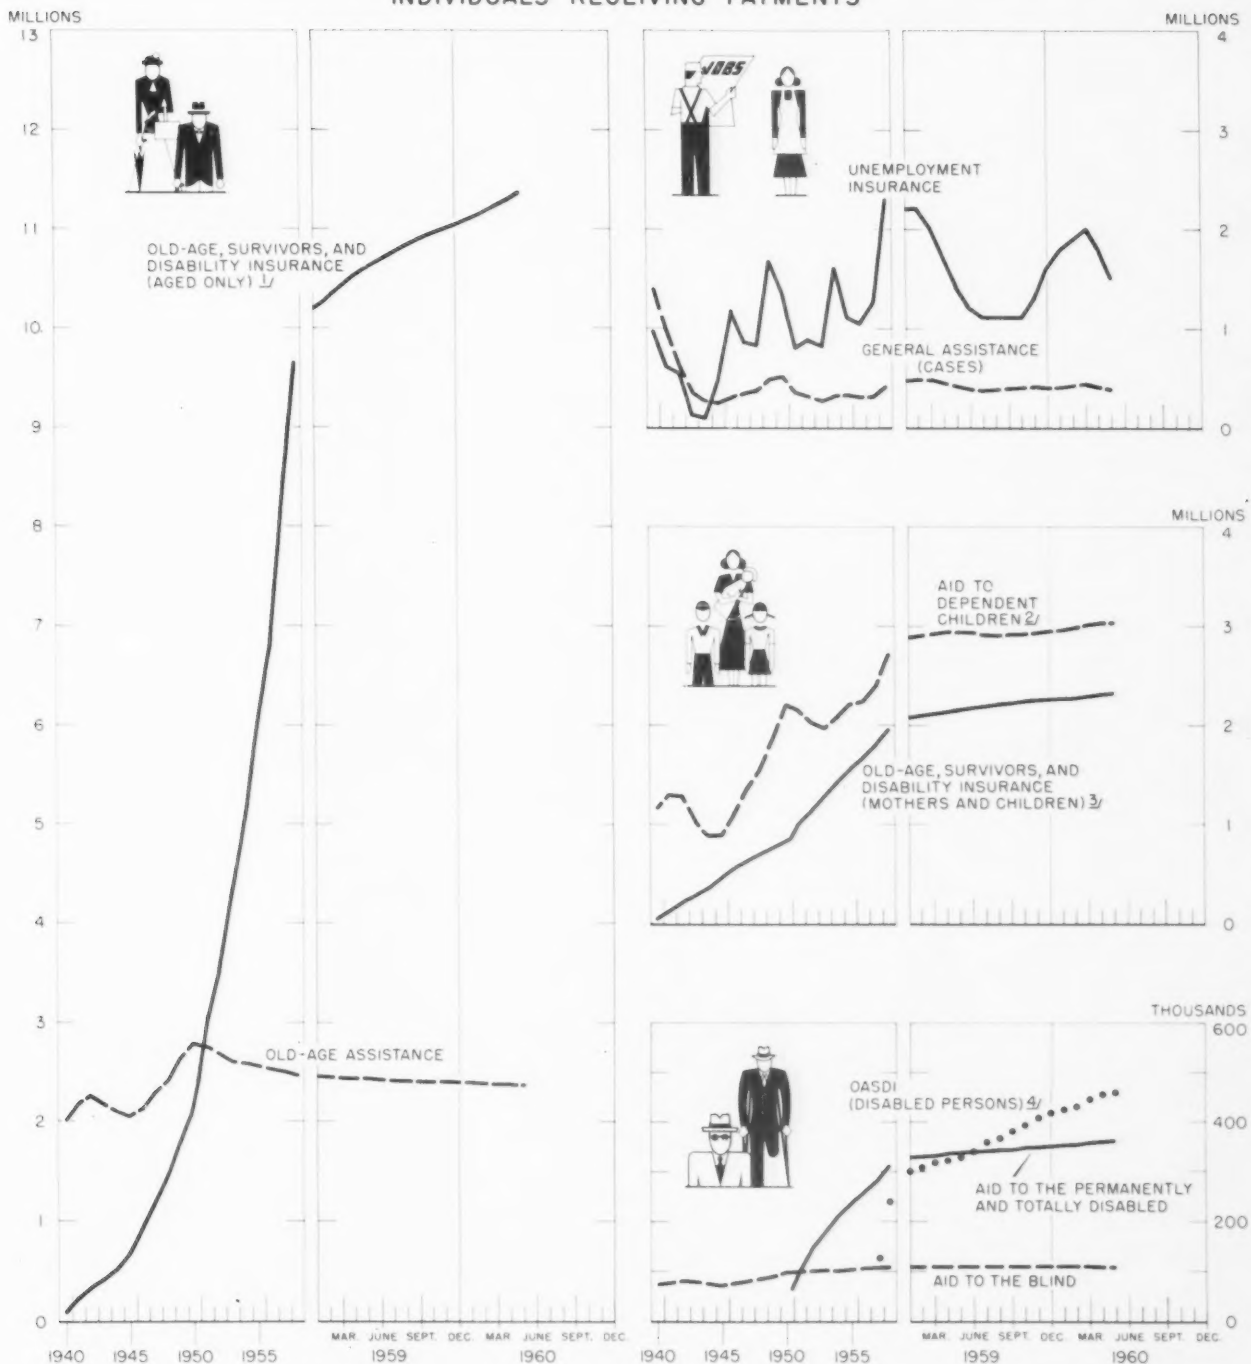 INDIVIDUALS RECEIVING PAYMENTS
MILLIONS
13
12
11
10
9
8
7
6
5
4
3
2
1
0
OLD-AGE, SURVIVORS, AND
DISABILITY INSURANCE
(AGED ONLY) 1/
OLD-AGE ASSISTANCE
MAR. JUNE SEPT. DEC. MAR JUNE SEPT. DEC.
1940 1945 1950 1955 1959 1960
MILLIONS
4
3
2
1
0
JOBS
UNEMPLOYMENT
INSURANCE
GENERAL ASSISTANCE
(CASES)
MILLIONS
4
3
2
1
0
AID TO
DEPENDENT
CHILDREN 2/
OLD-AGE, SURVIVORS, AND
DISABILITY INSURANCE
(MOTHERS AND CHILDREN) 3/
THOUSANDS
600
400
200
0
OASDI
(DISABLED PERSONS) 4/
AID TO THE PERMANENTLY
AND TOTALLY DISABLED
AID TO THE BLIND
MAR. JUNE SEPT. DEC. MAR. JUNE SEPT. DEC.
1940 1945 1950 1955 1959 1960